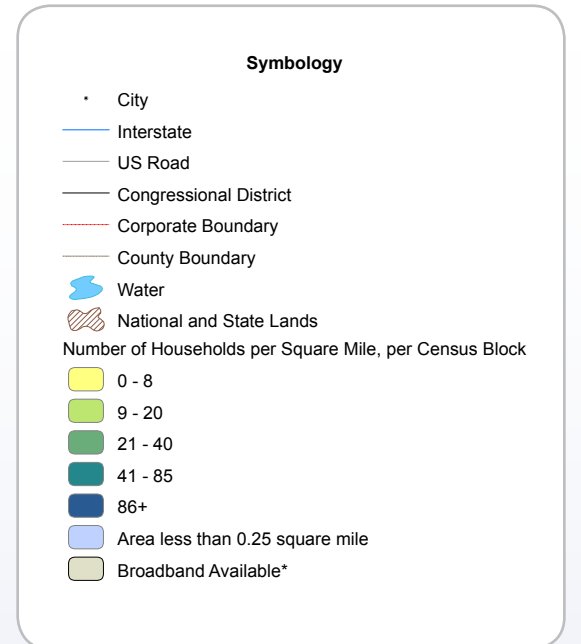 Symbology
City
Interstate
US Road
Congressional District
Corporate Boundary
County Boundary
Water
National and State Lands
Number of Households per Square Mile, per Census Block
0 - 8
9 - 20
21 - 40
41 - 85
86+
Area less than 0.25 square mile
Broadband Available*